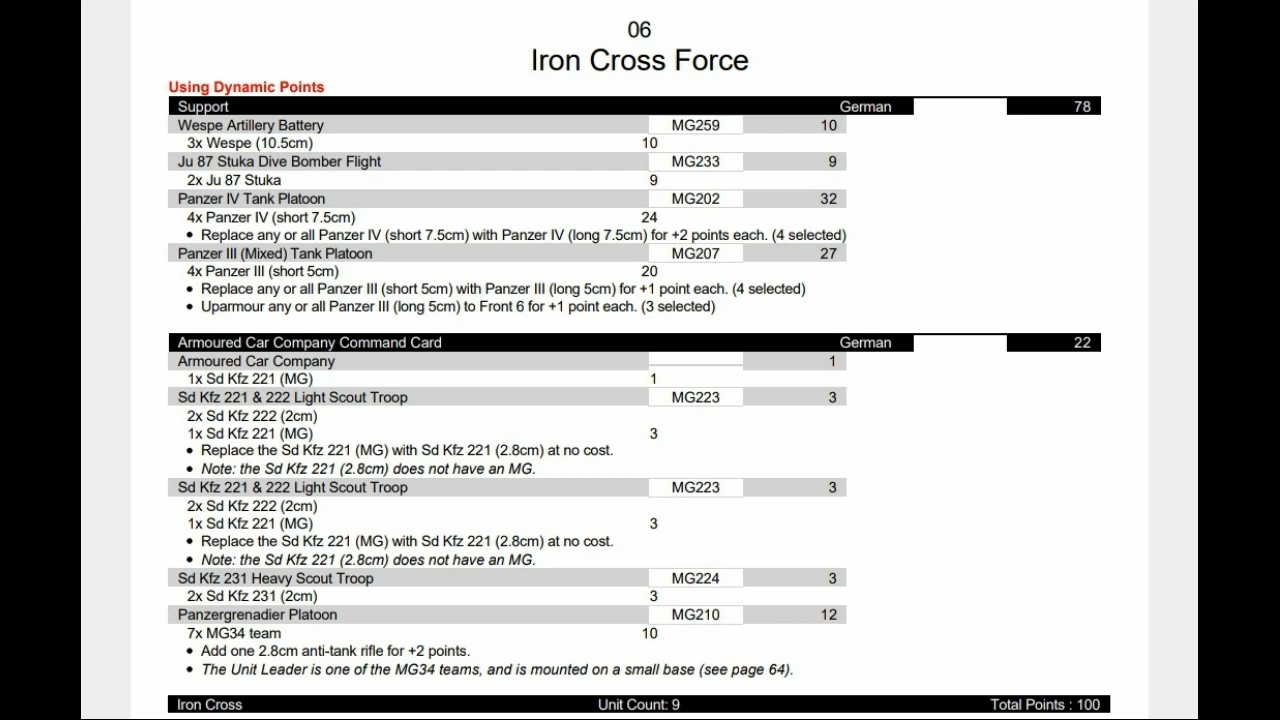 06
Iron Cross Force
Using Dynamic Points
Support German 78
Wespe Artillery Battery MG259 10
3x Wespe (10.5cm) 10
Ju 87 Stuka Dive Bomber Flight MG233 9
2x Ju 87 Stuka 9
Panzer IV Tank Platoon MG202 32
4x Panzer IV (short 7.5cm) 24
• Replace any or all Panzer IV (short 7.5cm) with Panzer IV (long 7.5cm) for +2 points each. (4 selected)
Panzer III (Mixed) Tank Platoon MG207 27
4x Panzer III (short 5cm) 20
• Replace any or all Panzer III (short 5cm) with Panzer III (long 5cm) for +1 point each. (4 selected)
• Uparmour any or all Panzer III (long 5cm) to Front 6 for +1 point each. (3 selected)
Armoured Car Company Command Card German 22
Armoured Car Company 1
1x Sd Kfz 221 (MG) 1
Sd Kfz 221 & 222 Light Scout Troop MG223 3
2x Sd Kfz 222 (2cm)
1x Sd Kfz 221 (MG) 3
• Replace the Sd Kfz 221 (MG) with Sd Kfz 221 (2.8cm) at no cost.
• Note: the Sd Kfz 221 (2.8cm) does not have an MG.
Sd Kfz 221 & 222 Light Scout Troop MG223 3
2x Sd Kfz 222 (2cm)
1x Sd Kfz 221 (MG) 3
• Replace the Sd Kfz 221 (MG) with Sd Kfz 221 (2.8cm) at no cost.
• Note: the Sd Kfz 221 (2.8cm) does not have an MG.
Sd Kfz 231 Heavy Scout Troop MG224 3
2x Sd Kfz 231 (2cm) 3
Panzergrenadier Platoon MG210 12
7x MG34 team 10
• Add one 2.8cm anti-tank rifle for +2 points.
• The Unit Leader is one of the MG34 teams, and is mounted on a small base (see page 64).
Iron Cross Unit Count: 9 Total Points : 100